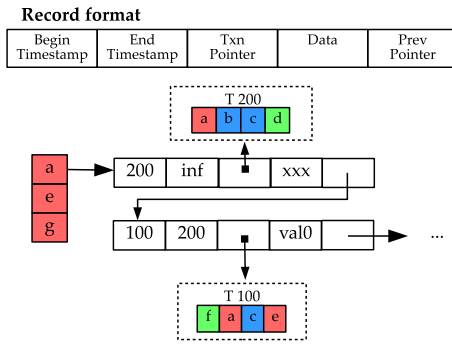 Record format
Begin Timestamp End Timestamp Txn Pointer Data Prev Pointer
T 200
a b c d
a 200 inf xxx
e
g 100 200 val0 ...
T 100
f a c e